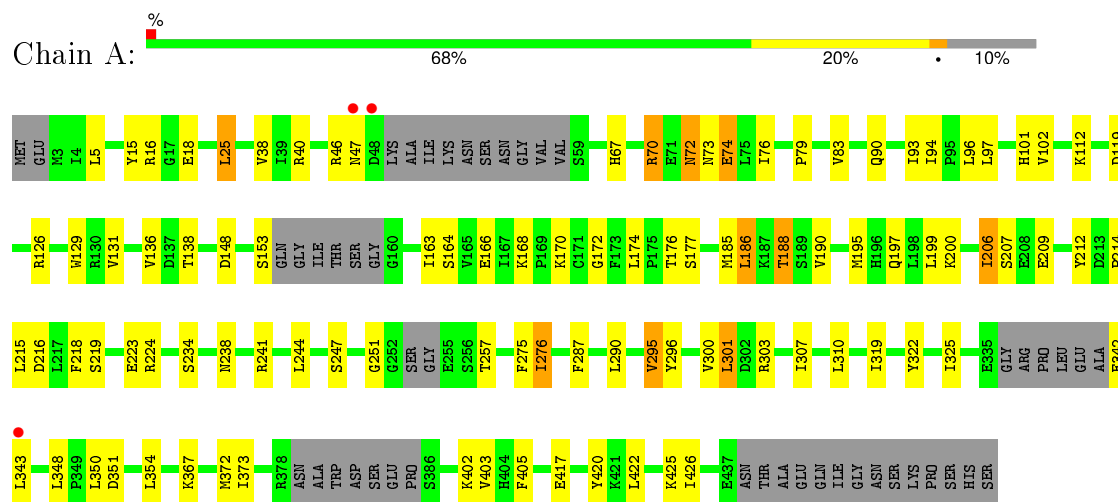 %
Chain A:
68% 20% • 10%
MET GLU M3 I4 L5 Y15 R16 G17 E18 L25 V38 I39 R40 R46 N47 D48 LYS ALA ILE LYS ASN SER ASN GLY VAL VAL S59 H67 R70 E71 N72 N73 E74 L75 I76 P79 V83 Q90 I93 I94 P95 L96 L97 H101 V102 K112
R126 W129 R130 V131 V136 D137 T138 D148 S153 GLN GLY ILE THR SER GLY G160 I163 S164 V165 E166 I167 K168 P169 K170 C171 G172 F173 L174 P175 T176 S177 M185 L186 K187 T188 S189 V190 M195 H196 Q197 L198 L199 K200 I206 S207 E208 E209 Y212 D213
L215 D216 L217 F218 S219 E223 R224 S234 N238 R241 L244 S247 G251 G252 SER GLY E255 S256 T257 F275 I276 F287 L290 V295 Y296 V300 L301 D302 R303 I307 L310 I319 Y322 I325 E335 GLY ARG PRO LEU GLU ALA
L343 L348 P349 L350 D351 L354 K367 M372 I373 R378 ASN ALA TRP ASP SER GLU PRO S386 K402 V403 H404 F405 E417 Y420 K421 L422 K425 I426 E437 ASN THR ALA GLU GLN ILE GLY ASN SER LYS PRO SER HIS SER